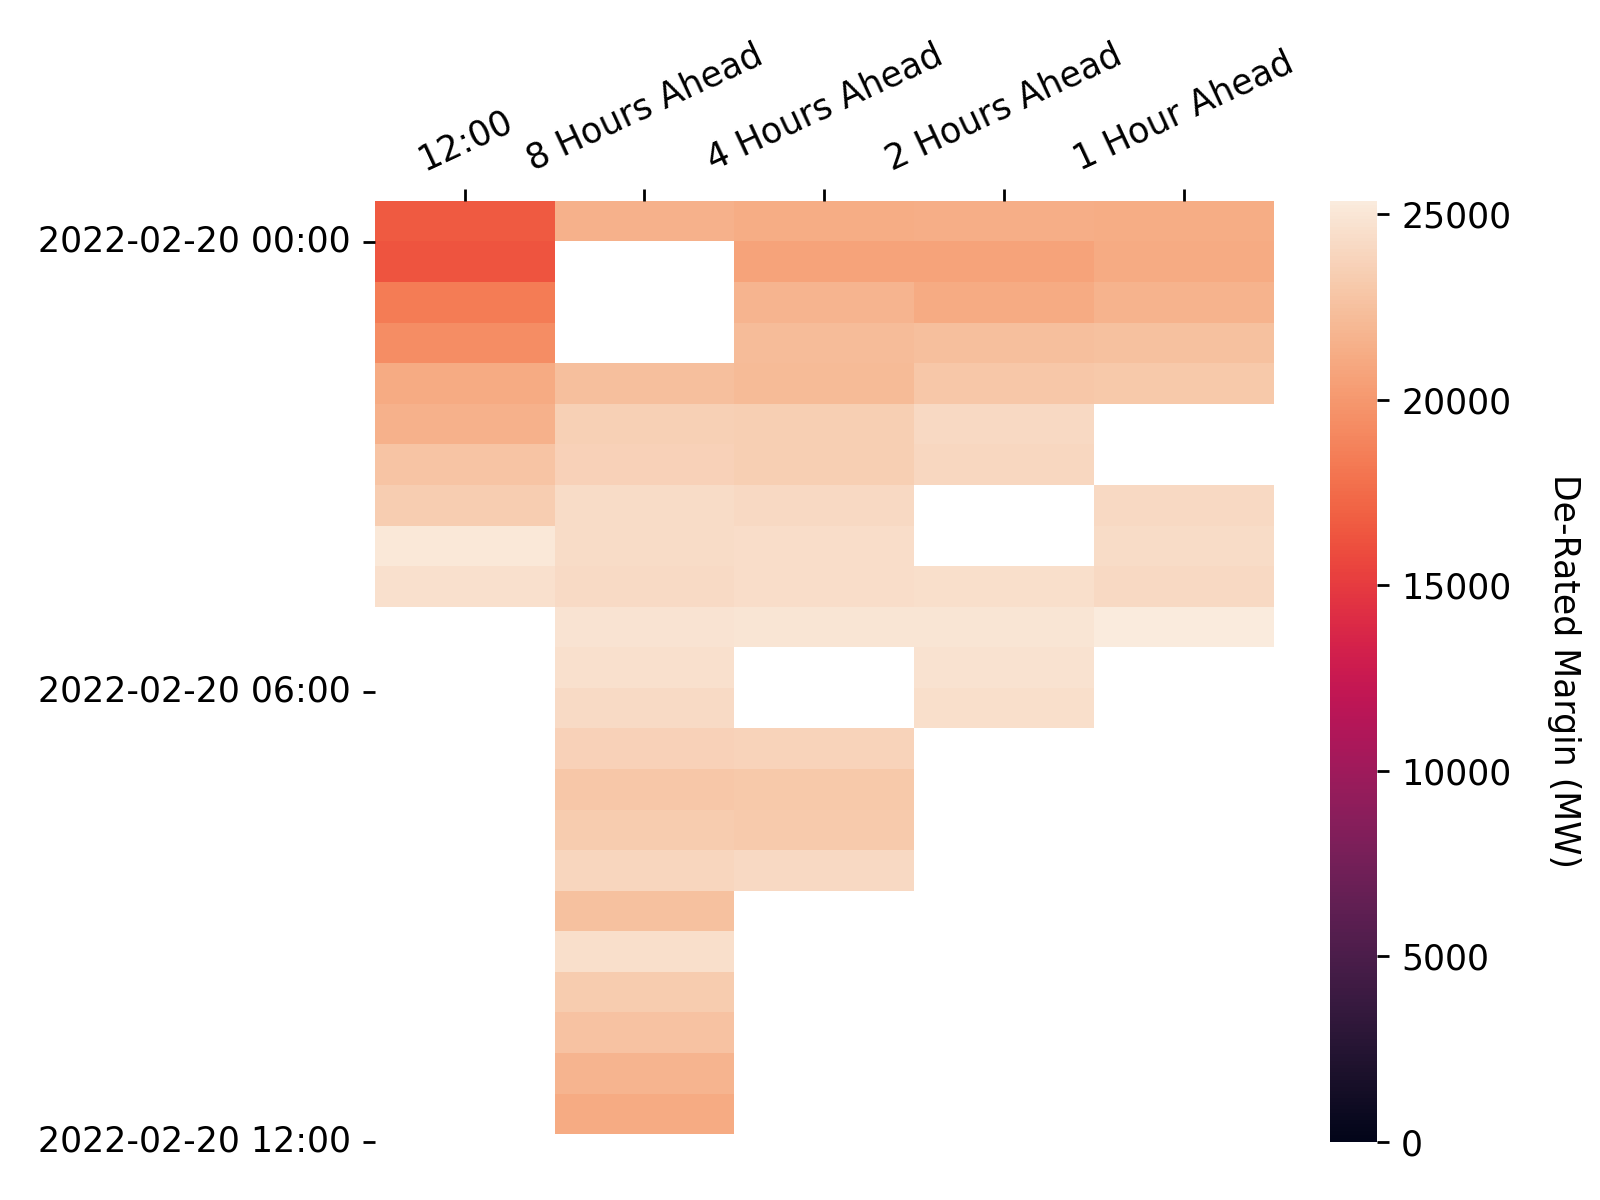 12:00
8 Hours Ahead
4 Hours Ahead
2 Hours Ahead
1 Hour Ahead
2022-02-20 00:00
2022-02-20 06:00
2022-02-20 12:00
25000
20000
15000
10000
5000
0
De-Rated Margin (MW)